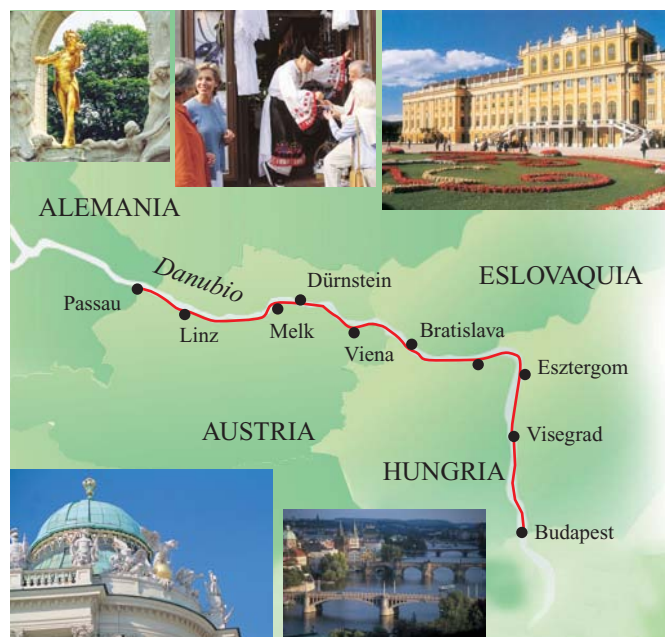 ALEMANIA
Danubio
Dürnstein
ESLOVAQUIA
Passau
Linz
Melk
Viena
Bratislava
Esztergom
AUSTRIA
Visegrad
HUNGRIA
Budapest